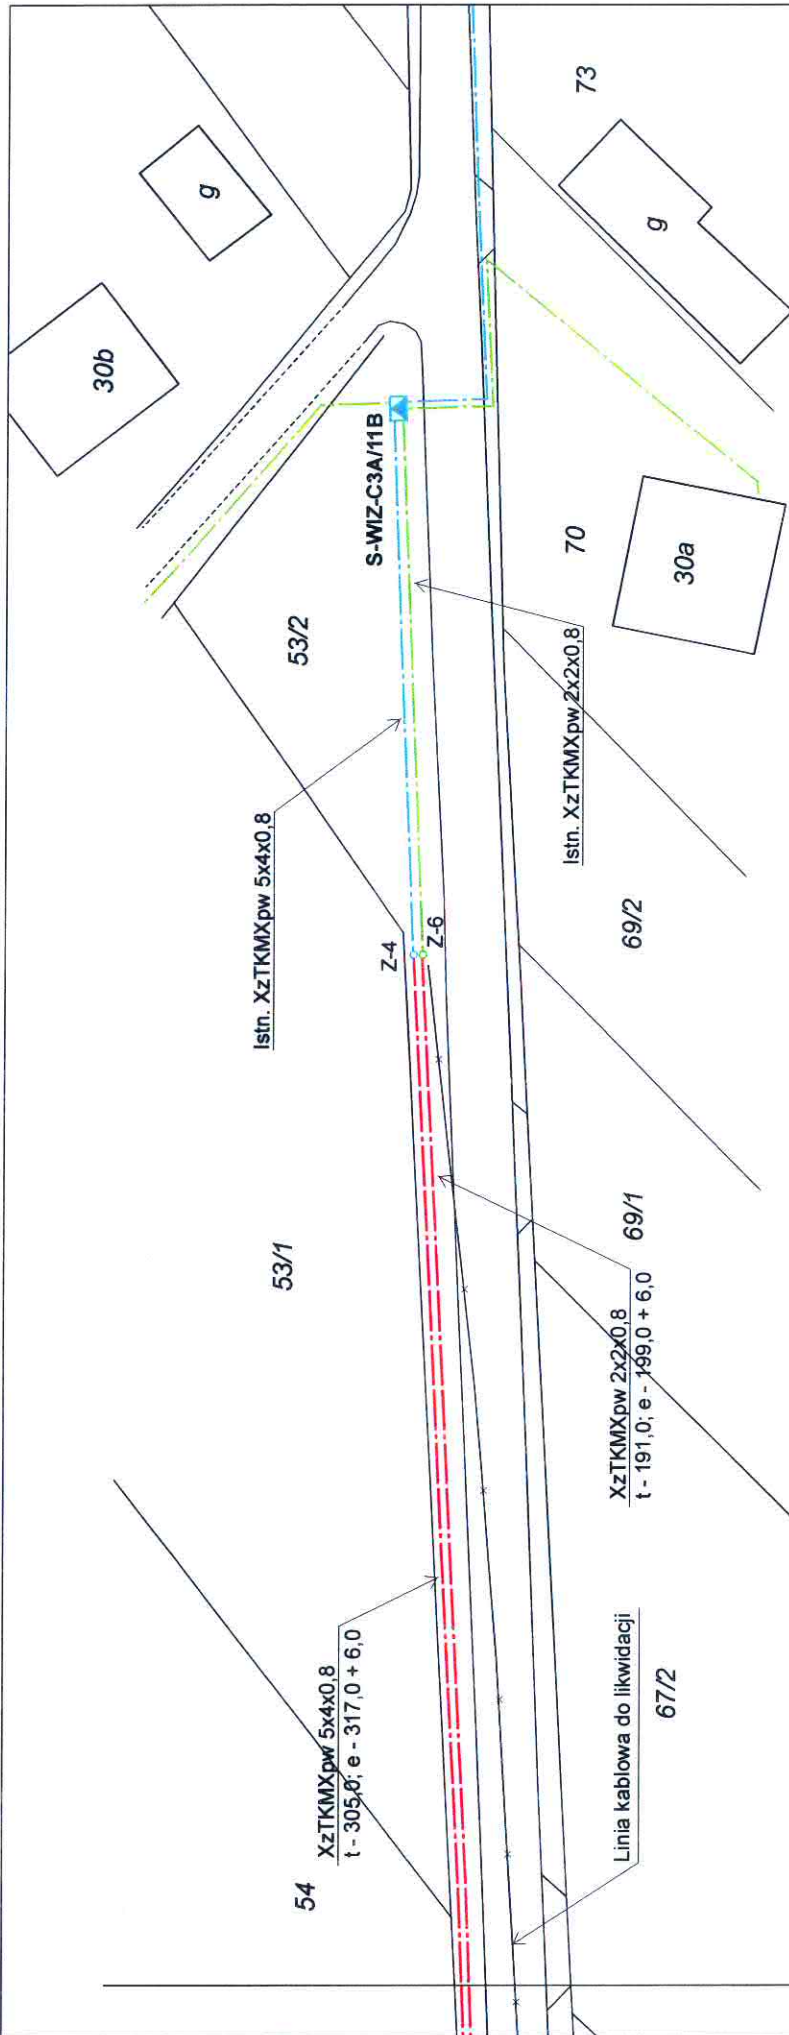 54
XzTKMXpw 5x4x0,8
t - 305,0; e - 317,0 + 6,0
53/1
Istn. XzTKMXpw 5x4x0,8
53/2
30b
g
Z-4
Z-6
S-WIZ-C3A/11B
Linia kablowa do likwidacji
67/2
XzTKMXpw 2x2x0,8
t - 191,0; e - 199,0 + 6,0
69/1
69/2
Istn. XzTKMXpw 2x2x0,8
70
30a
g
73